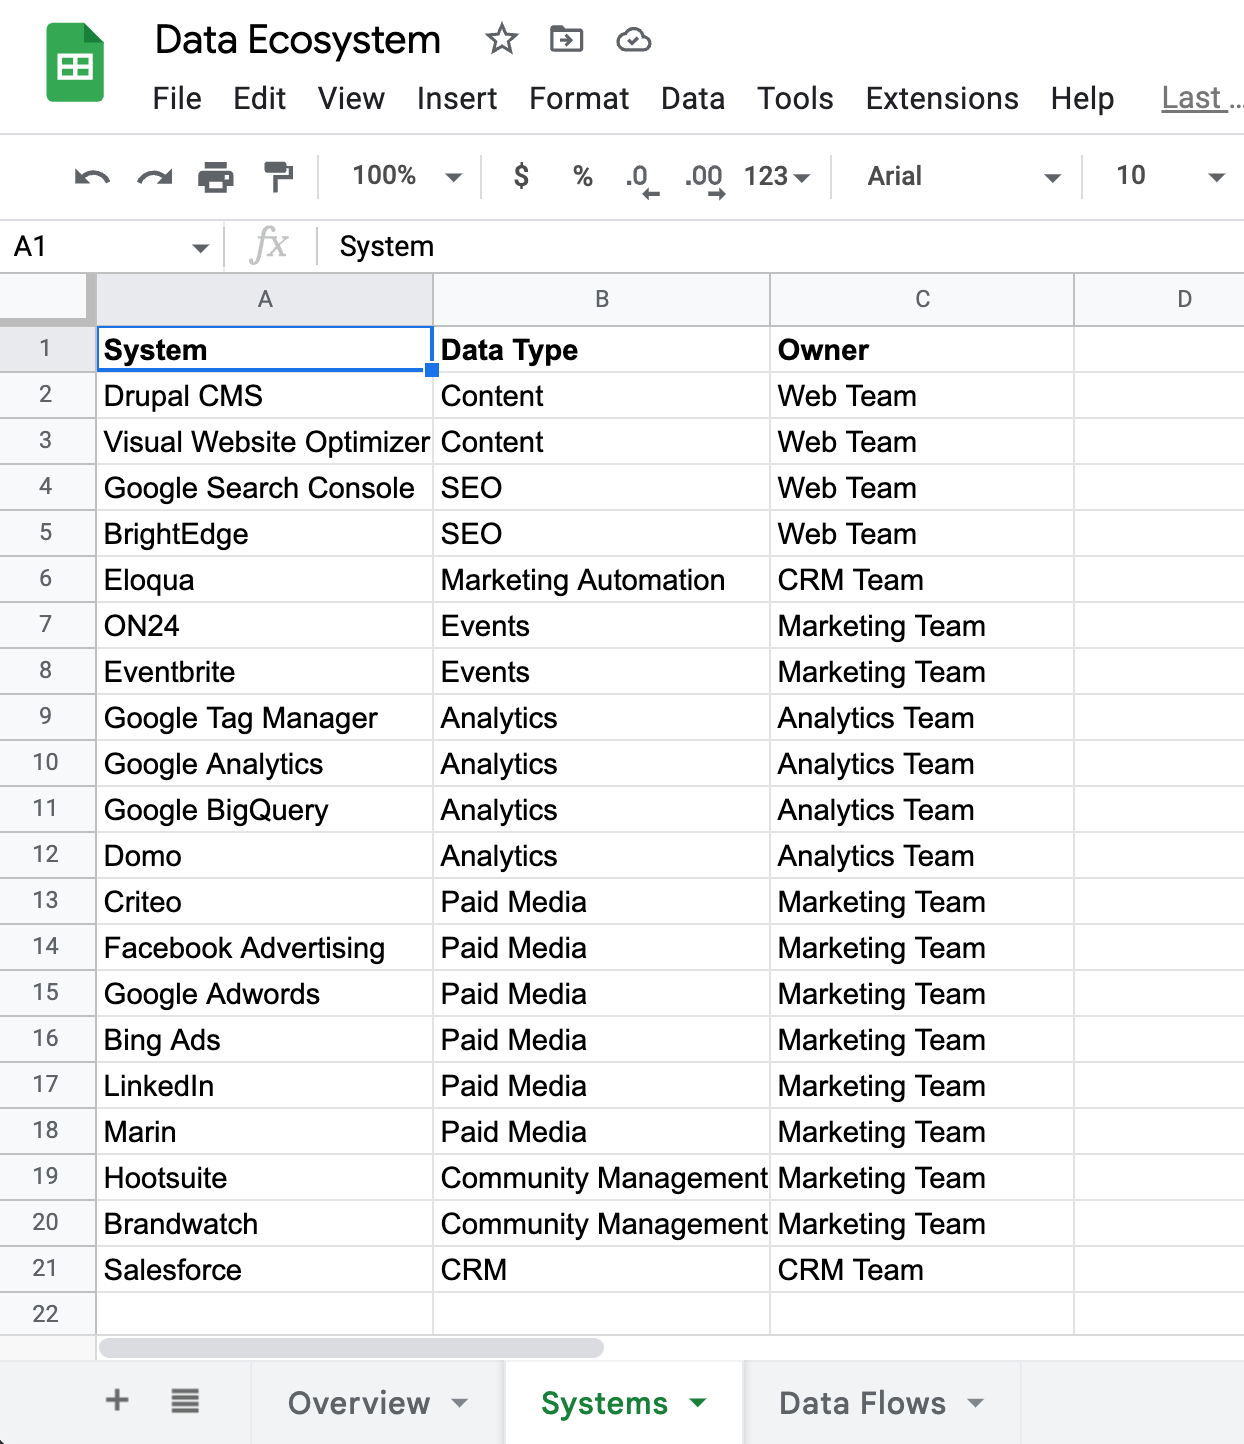 Data Ecosystem
File Edit View Insert Format Data Tools Extensions Help Last ...
100% $ % .0 .00 123 Arial 10
A1 fx System
A B C D
1 System Data Type Owner
2 Drupal CMS Content Web Team
3 Visual Website Optimizer Content Web Team
4 Google Search Console SEO Web Team
5 BrightEdge SEO Web Team
6 Eloqua Marketing Automation CRM Team
7 ON24 Events Marketing Team
8 Eventbrite Events Marketing Team
9 Google Tag Manager Analytics Analytics Team
10 Google Analytics Analytics Analytics Team
11 Google BigQuery Analytics Analytics Team
12 Domo Analytics Analytics Team
13 Criteo Paid Media Marketing Team
14 Facebook Advertising Paid Media Marketing Team
15 Google Adwords Paid Media Marketing Team
16 Bing Ads Paid Media Marketing Team
17 LinkedIn Paid Media Marketing Team
18 Marin Paid Media Marketing Team
19 Hootsuite Community Management Marketing Team
20 Brandwatch Community Management Marketing Team
21 Salesforce CRM CRM Team
22
+ Overview Systems Data Flows